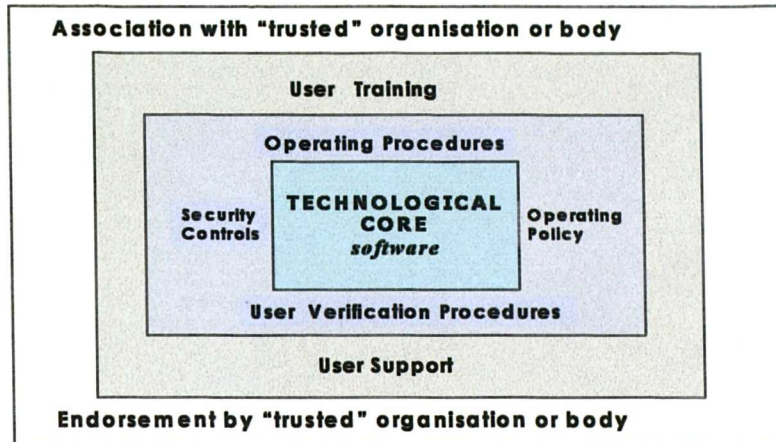 Association with “trusted” organisation or body
User Training
Operating Procedures
Security
Controls
TECHNOLOGICAL
CORE
software
Operating
Policy
User Verification Procedures
User Support
Endorsement by “trusted” organisation or body